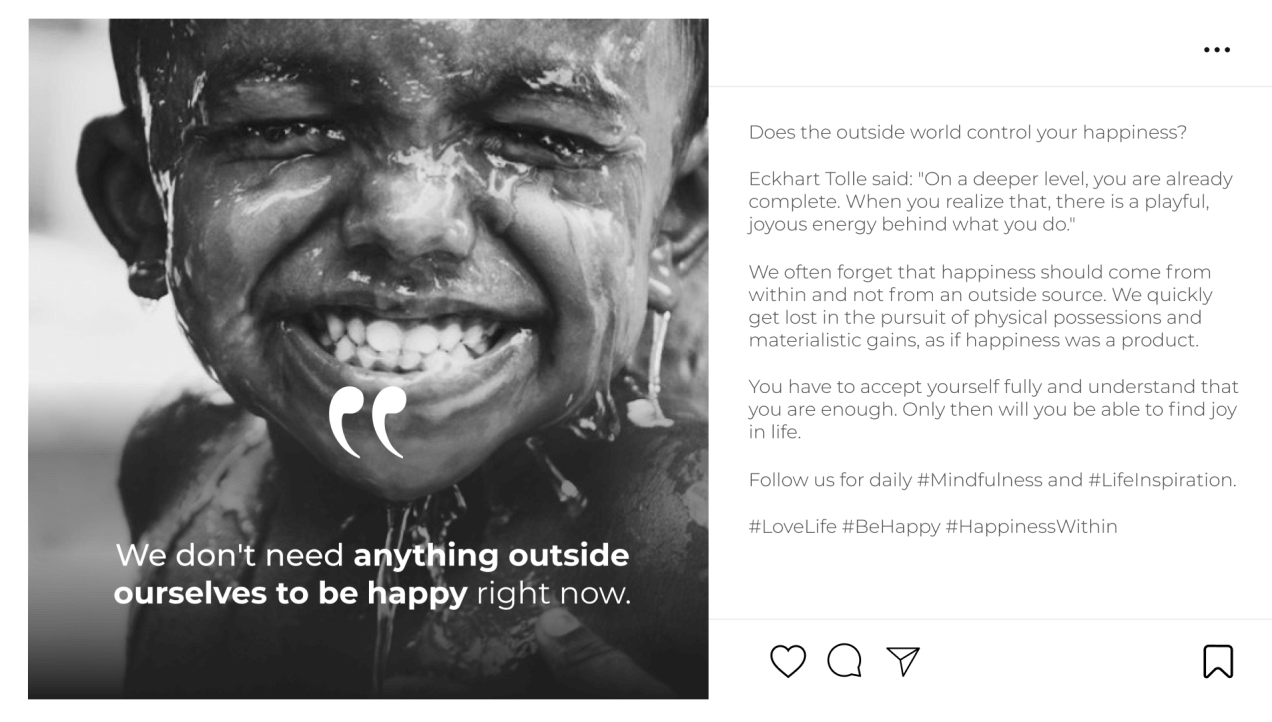 “
We don't need anything outside
ourselves to be happy right now.
Does the outside world control your happiness?
Eckhart Tolle said: "On a deeper level, you are already
complete. When you realize that, there is a playful,
joyous energy behind what you do."
We often forget that happiness should come from
within and not from an outside source. We quickly
get lost in the pursuit of physical possessions and
materialistic gains, as if happiness was a product.
You have to accept yourself fully and understand that
you are enough. Only then will you be able to find joy
in life.
Follow us for daily #Mindfulness and #LifeInspiration.
#LoveLife #BeHappy #HappinessWithin